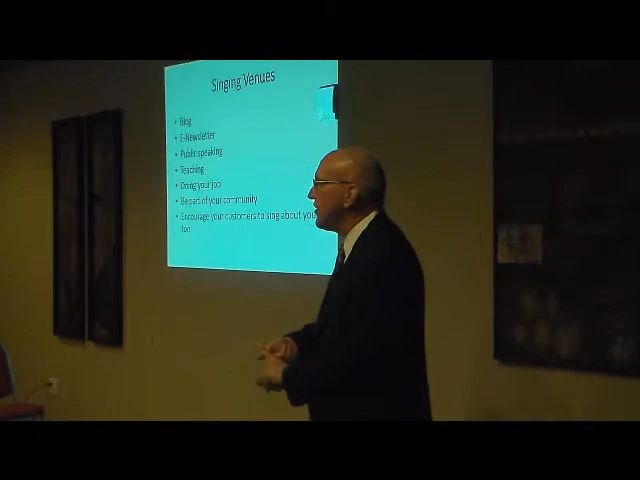 Singing Venues
• Blog
• E-Newsletter
• Public speaking
• Teaching
• Doing your job
• Be part of your community
• Encourage your customers to sing about you
too